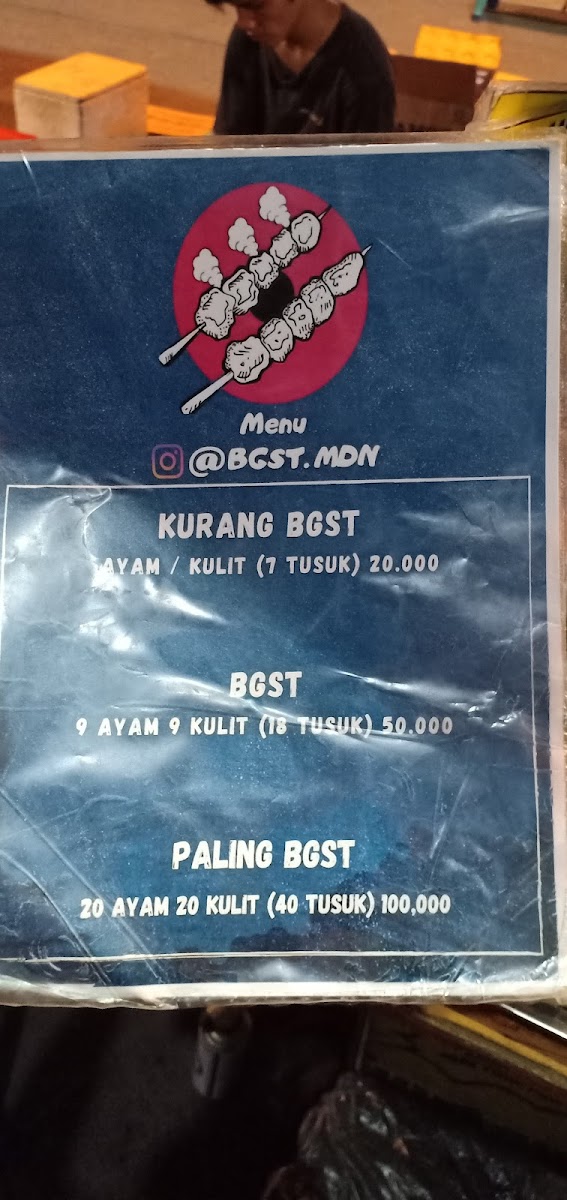 Menu
@BGST.MDN
KURANG BGST
AYAM / KULIT (7 TUSUK) 20.000
BGST
9 AYAM 9 KULIT (18 TUSUK) 50.000
PALING BGST
20 AYAM 20 KULIT (40 TUSUK) 100,000